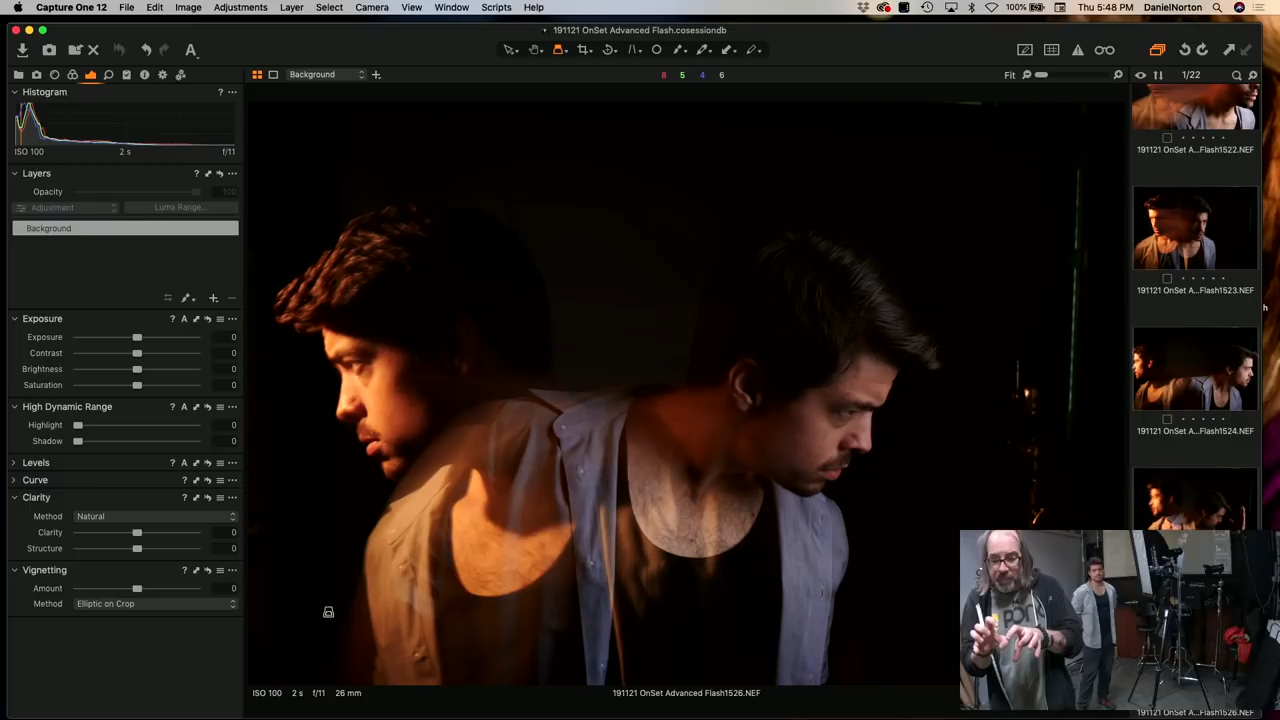 Capture One 12 File Edit Image Adjustments Layer Select Camera View Window Scripts Help 100% Thu 5:48 PM DanielNorton
191121 OnSet Advanced Flash.cosessiondb
Background 8 5 4 6 Fit 1/22
Histogram
ISO 100 2 s f/11
Layers
Opacity 100
Adjustment Luma Range...
Background
Exposure
Exposure 0
Contrast 0
Brightness 0
Saturation 0
High Dynamic Range
Highlight 0
Shadow 0
Levels
Curve
Clarity
Method Natural
Clarity 0
Structure 0
Vignetting
Amount 0
Method Elliptic on Crop
ISO 100 2 s f/11 26 mm 191121 OnSet Advanced Flash1526.NEF
191121 OnSet A...Flash1522.NEF
191121 OnSet A...Flash1523.NEF
191121 OnSet A...Flash1524.NEF
191121 OnSet A...Flash1526.NEF